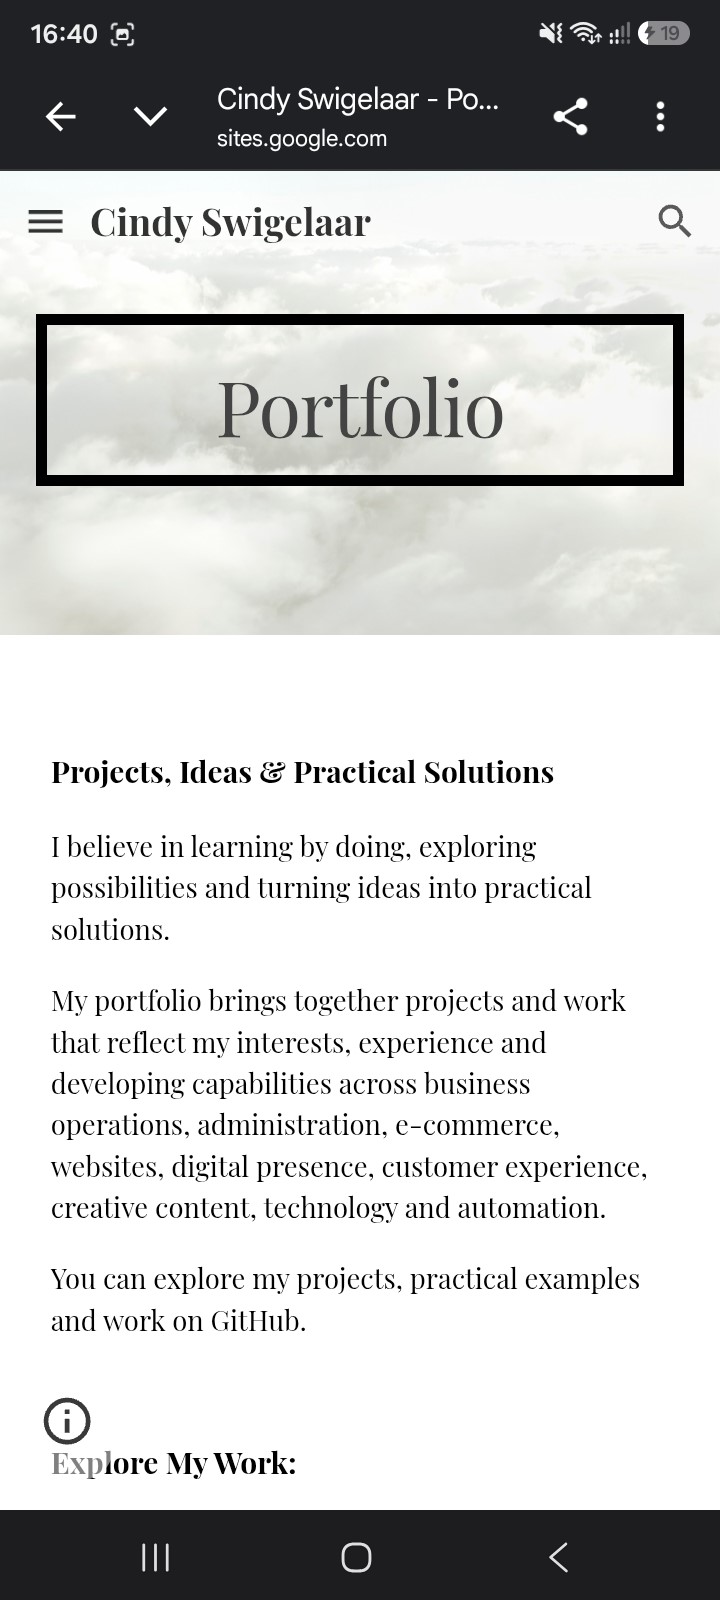 16:40
19
Cindy Swigelaar - Po...
sites.google.com
Cindy Swigelaar
Portfolio
Projects, Ideas & Practical Solutions
I believe in learning by doing, exploring
possibilities and turning ideas into practical
solutions.
My portfolio brings together projects and work
that reflect my interests, experience and
developing capabilities across business
operations, administration, e-commerce,
websites, digital presence, customer experience,
creative content, technology and automation.
You can explore my projects, practical examples
and work on GitHub.
Explore My Work: